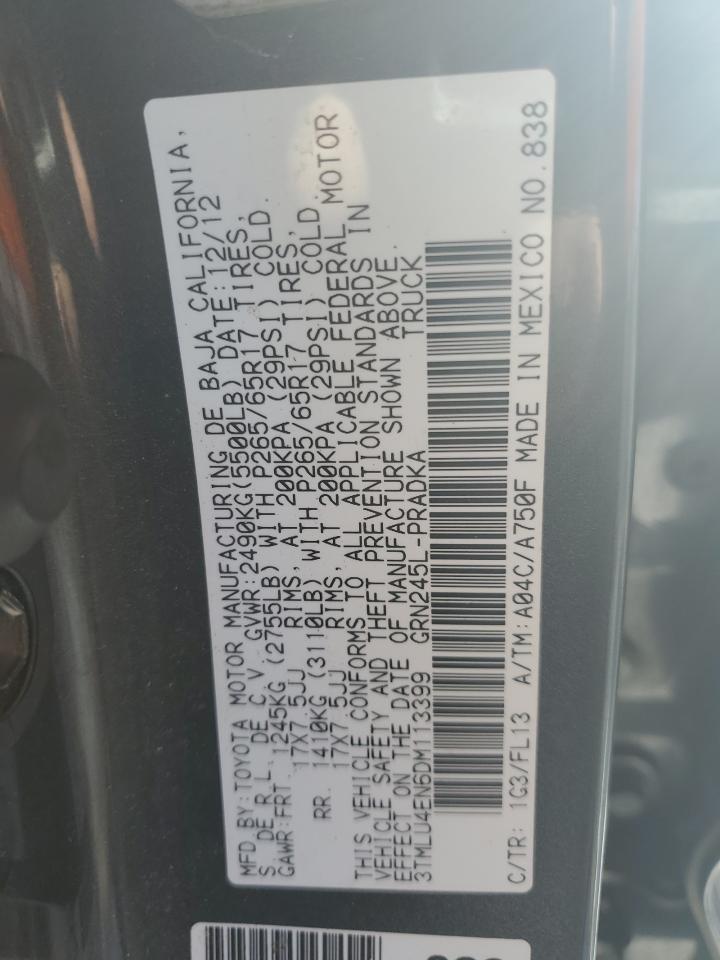 MFD BY:TOYOTA MOTOR MANUFACTURING DE BAJA CALIFORNIA,
S DE R.L. DE C.V GVWR:2490KG(5500LB) DATE:12/12
GAWR:FRT. 1245KG (2755LB) WITH P265/65R17 TIRES,
17X7.5JJ RIMS, AT 200KPA (29PSI) COLD.
RR. 1410KG (3110LB) WITH P265/65R17 TIRES,
17X7.5JJ RIMS, AT 200KPA (29PSI) COLD.
THIS VEHICLE CONFORMS TO ALL APPLICABLE FEDERAL MOTOR
VEHICLE SAFETY AND THEFT PREVENTION STANDARDS IN
EFFECT ON THE DATE OF MANUFACTURE SHOWN ABOVE.
3TMLU4EN6DM113399 GRN245L-PRADKA TRUCK
C/TR: 1G3/FL13 A/TM:A04C/A750F MADE IN MEXICO NO.838